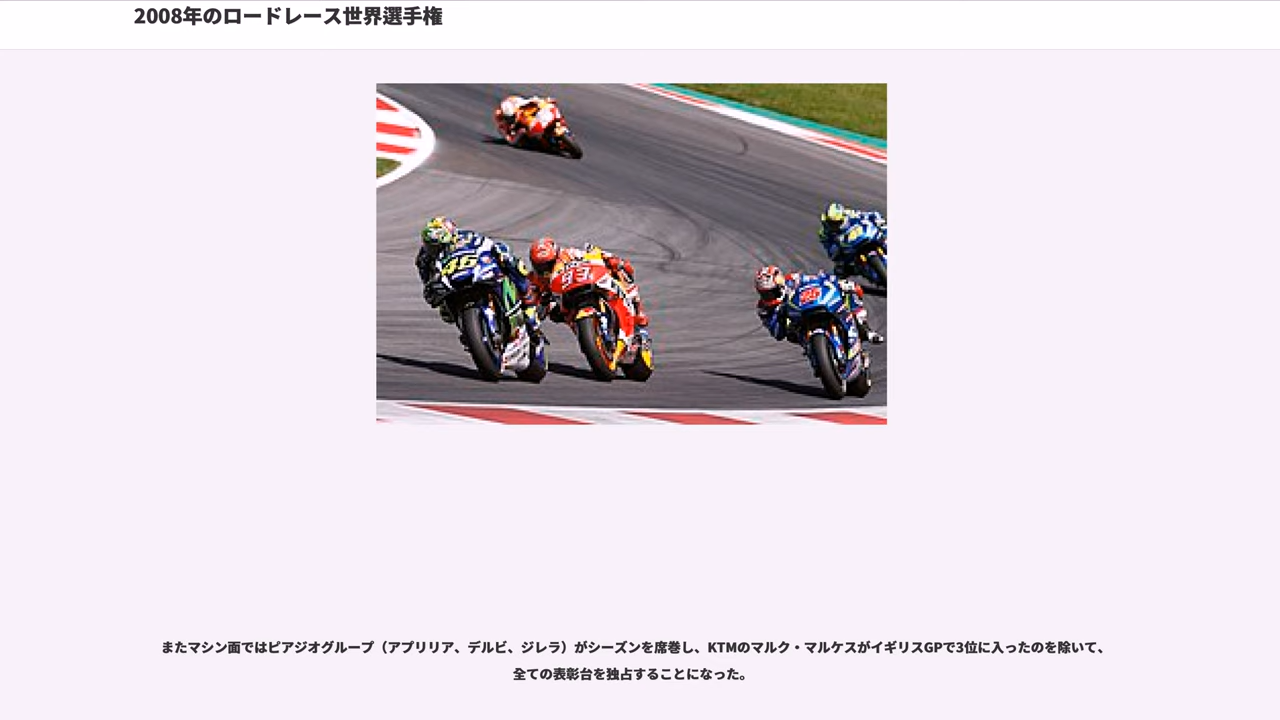 2008年のロードレース世界選手権
46
93
25
またマシン面ではピアジオグループ（アプリリア、デルビ、ジレラ）がシーズンを席巻し、KTMのマルク・マルケスがイギリスGPで3位に入ったのを除いて、
全ての表彰台を独占することになった。